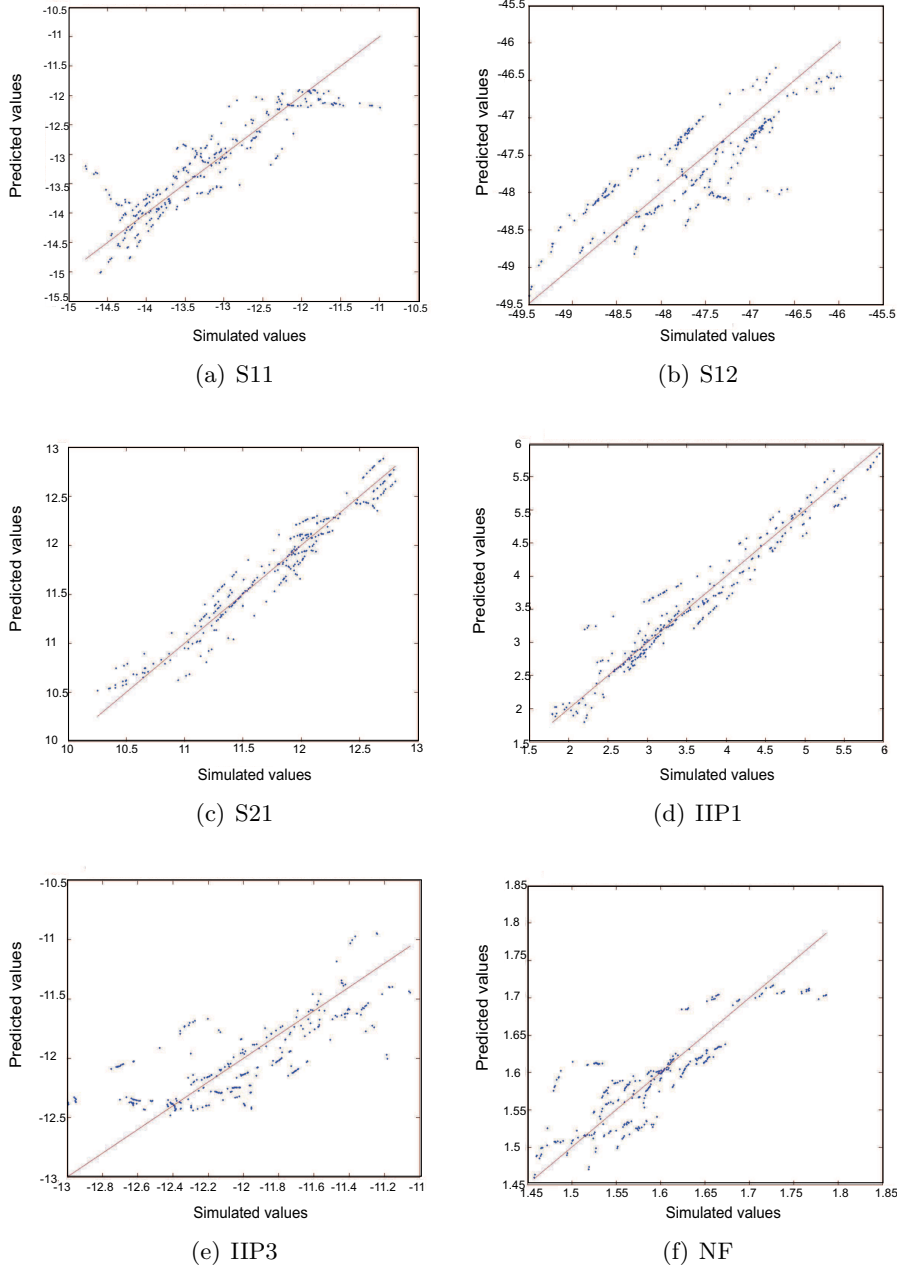 -10.5
-11
-11.5
-12
-12.5
-13
-13.5
-14
-14.5
-15
-15.5
Predicted values
-15 -14.5 -14 -13.5 -13 -12.5 -12 -11.5 -11 -10.5
Simulated values
(a) S11
-45.5
-46
-46.5
-47
-47.5
-48
-48.5
-49
-49.5
Predicted values
-49.5 -49 -48.5 -48 -47.5 -47 -46.5 -46 -45.5
Simulated values
(b) S12
13
12.5
12
11.5
11
10.5
10
Predicted values
10 10.5 11 11.5 12 12.5 13
Simulated values
(c) S21
6
5.5
5.5
4.5
4
3.5
3
2.5
2
1.5
Predicted values
1.5 2 2.5 3 3.5 4 4.5 5 5.5 6
Simulated values
(d) IIP1
-10.5
-11
-11.5
-12
-12.5
-13
Predicted values
-13 -12.8 -12.6 -12.4 -12.2 -12 -11.8 -11.6 -11.4 -11.2 -11
Simulated values
(e) IIP3
1.85
1.75
1.7
1.65
1.6
1.55
1.5
1.45
Predicted values
1.45 1.5 1.55 1.6 1.65 1.7 1.75 1.8 1.85
Simulated values
(f) NF